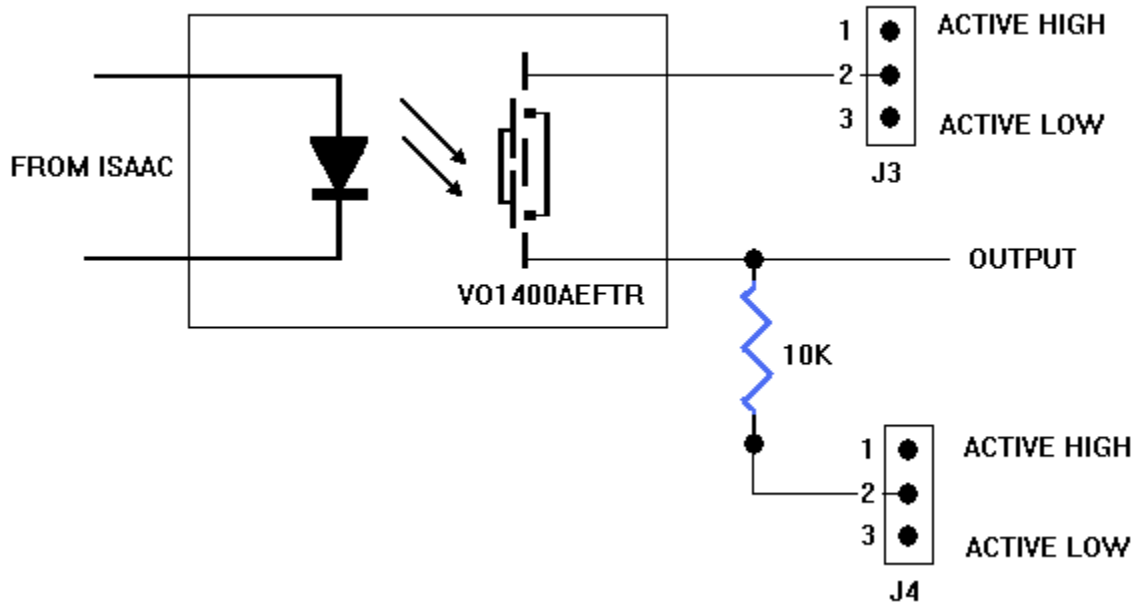 1 ACTIVE HIGH
2
3 ACTIVE LOW
J3
FROM ISAAC
VO1400AEFTR
OUTPUT
10K
1 ACTIVE HIGH
2
3 ACTIVE LOW
J4